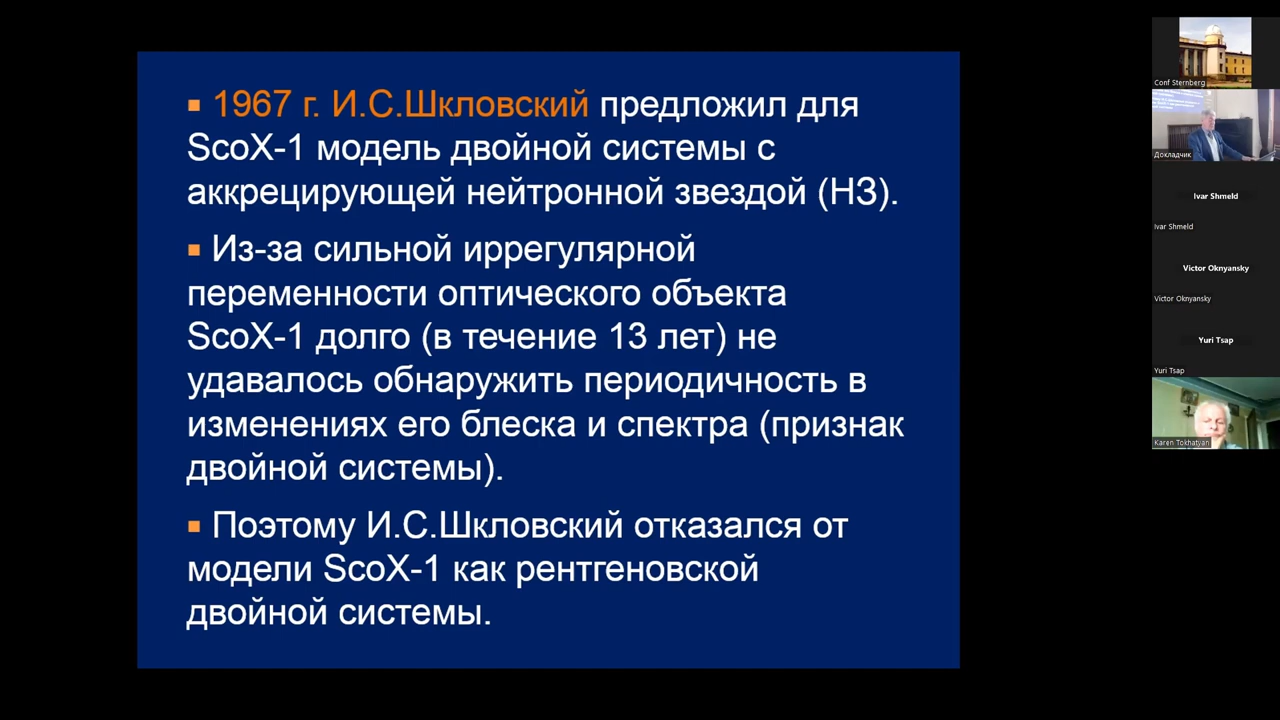 ▪ 1967 г. И.С.Шкловский предложил для
ScoX-1 модель двойной системы с
аккрецирующей нейтронной звездой (НЗ).
▪ Из-за сильной иррегулярной
переменности оптического объекта
ScoX-1 долго (в течение 13 лет) не
удавалось обнаружить периодичность в
изменениях его блеска и спектра (признак
двойной системы).
▪ Поэтому И.С.Шкловский отказался от
модели ScoX-1 как рентгеновской
двойной системы.
Conf Sternberg
Докладчик
Ivar Shmeld
Ivar Shmeld
Victor Oknyansky
Victor Oknyansky
Yuri Tsap
Yuri Tsap
Karen Tokhatyan